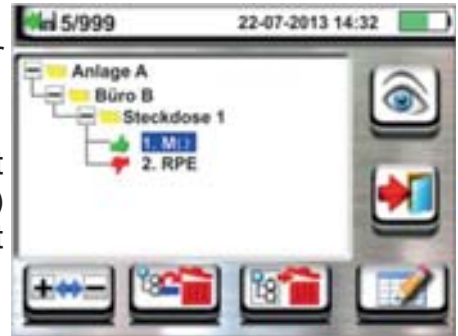 5/999 22-07-2013 14:32
Anlage A
Büro B
Steckdose 1
1. MΩ
2. RPE